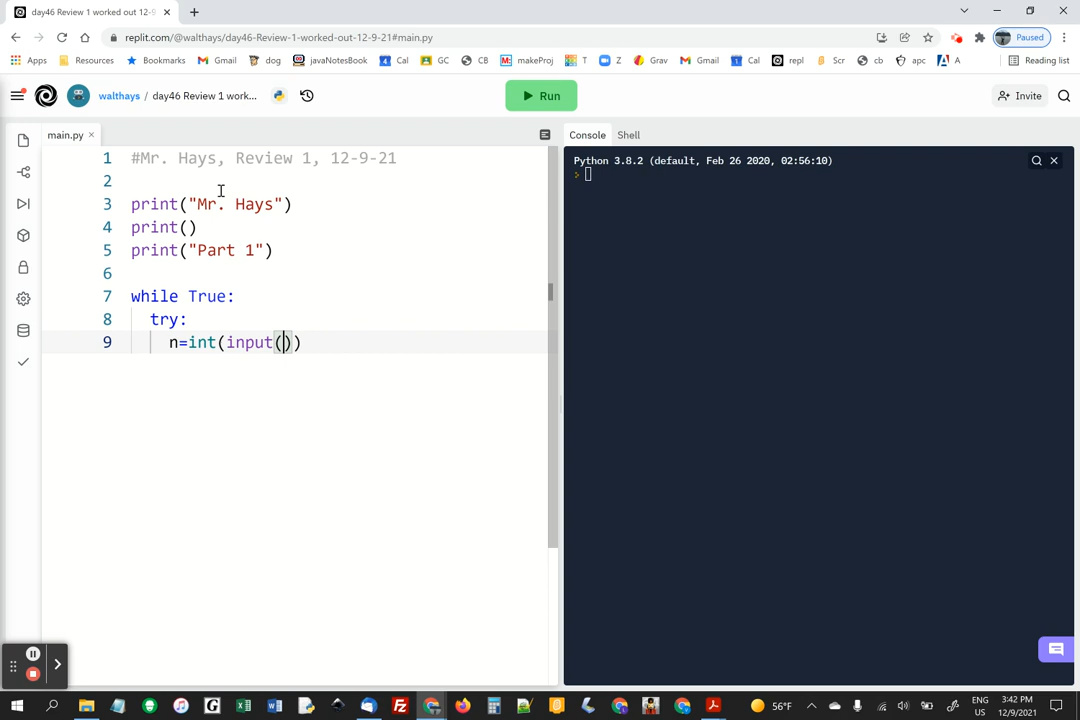 day46 Review 1 worked out 12-9-
replit.com/@walthays/day46-Review-1-worked-out-12-9-21#main.py
Paused
Apps
Resources
Bookmarks
Gmail
dog
javaNotebook
Cal
GC
CB
makeProj
T
Z
Grav
Gmail
Cal
repl
Scr
cb
apc
A
Reading list
walthays / day46 Review 1 work...
Run
Invite
main.py
Console
Shell
1 #Mr. Hays, Review 1, 12-9-21
2
3 print("Mr. Hays")
4 print()
5 print("Part 1")
6
7 while True:
8 try:
9 n=int(input())
Python 3.8.2 (default, Feb 26 2020, 02:56:10)
>
56°F
ENG
US
3:42 PM
12/9/2021